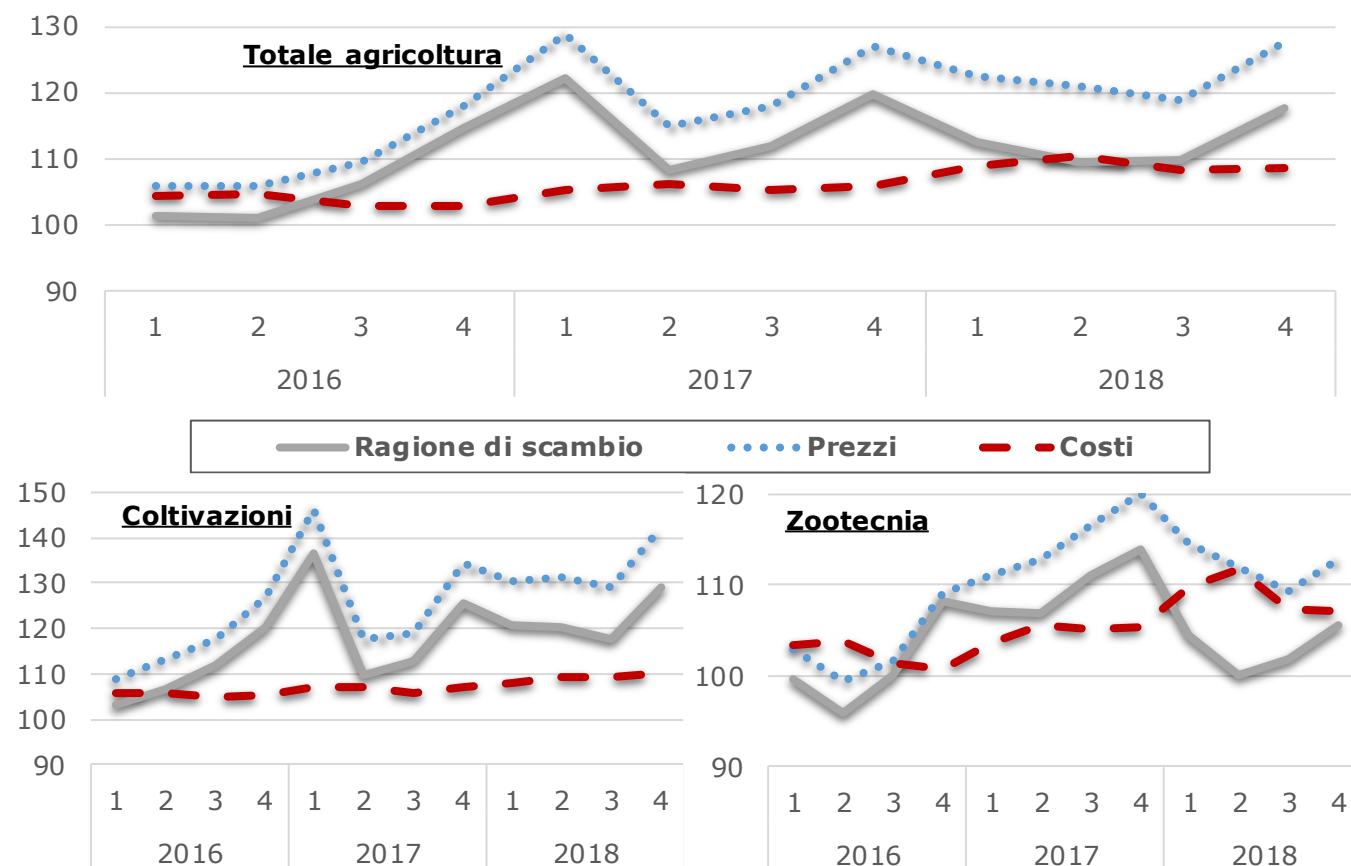 130
Totale agricoltura
120
110
100
90
1 2 3 4 1 2 3 4 1 2 3 4
2016 2017 2018
Ragione di scambio Prezzi Costi
150
Coltivazioni
140
130
120
110
100
90
1 2 3 4 1 2 3 4 1 2 3 4
2016 2017 2018
120
Zootecnia
110
100
90
1 2 3 4 1 2 3 4 1 2 3 4
2016 2017 2018